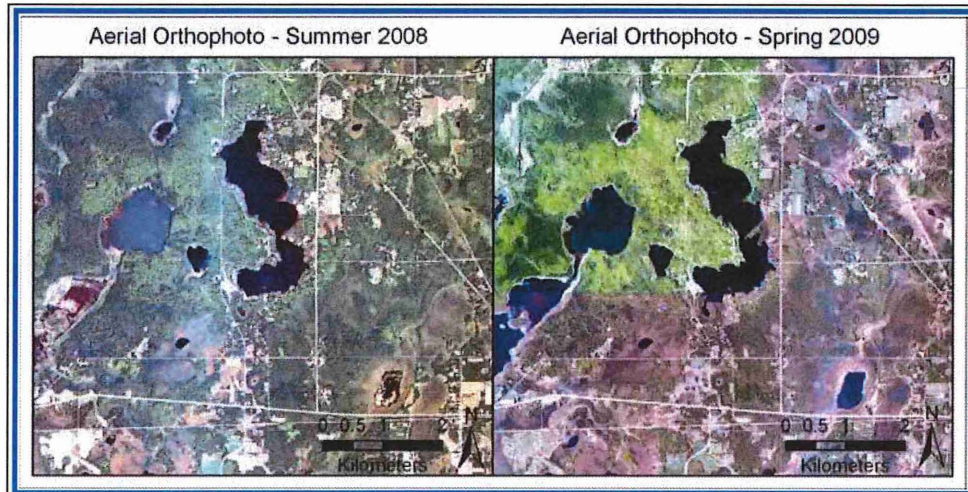 Aerial Orthophoto - Summer 2008
Aerial Orthophoto - Spring 2009
N
0 0.5 1 2
Kilometers
N
0 0.5 1 2
Kilometers